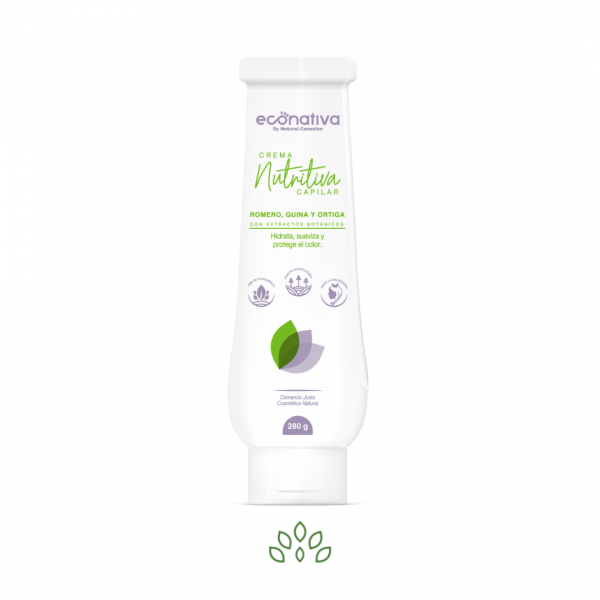 econativa
By Natural Conexion
CREMA
Nutritiva
CAPILAR
ROMERO, QUINA Y ORTIGA
CON EXTRACTOS BOTÁNICOS
Hidrata, suaviza y
protege el color.
Comercio Justo
Cosmética Natural
280 g